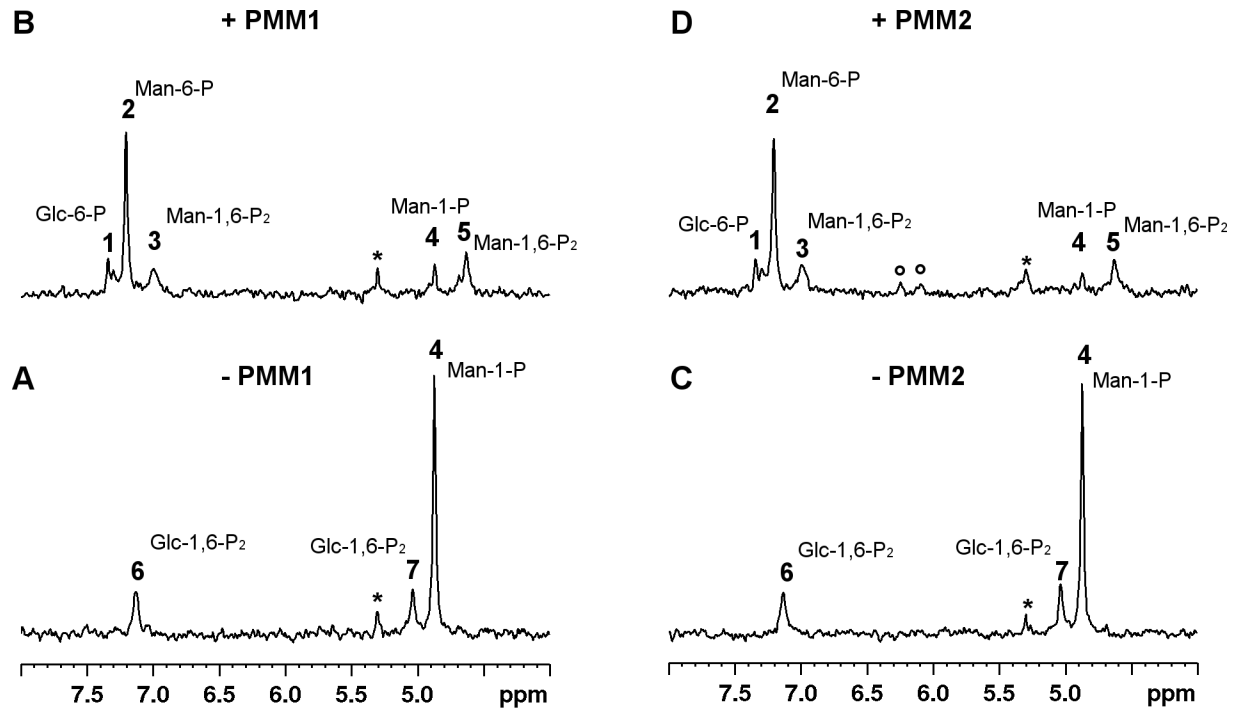 B + PMM1
Man-6-P
2
Glc-6-P Man-1,6-P₂
1 3
Man-1-P
* 4 5
Man-1,6-P₂
A - PMM1
4
Man-1-P
Glc-1,6-P₂ Glc-1,6-P₂
6 7
*
7.5 7.0 6.5 6.0 5.5 5.0 ppm
D + PMM2
Man-6-P
2
Glc-6-P Man-1,6-P₂
1 3
Man-1-P Man-1,6-P₂
* 4 5
C - PMM2
4
Man-1-P
Glc-1,6-P₂ Glc-1,6-P₂
6 7
*
7.5 7.0 6.5 6.0 5.5 5.0 ppm